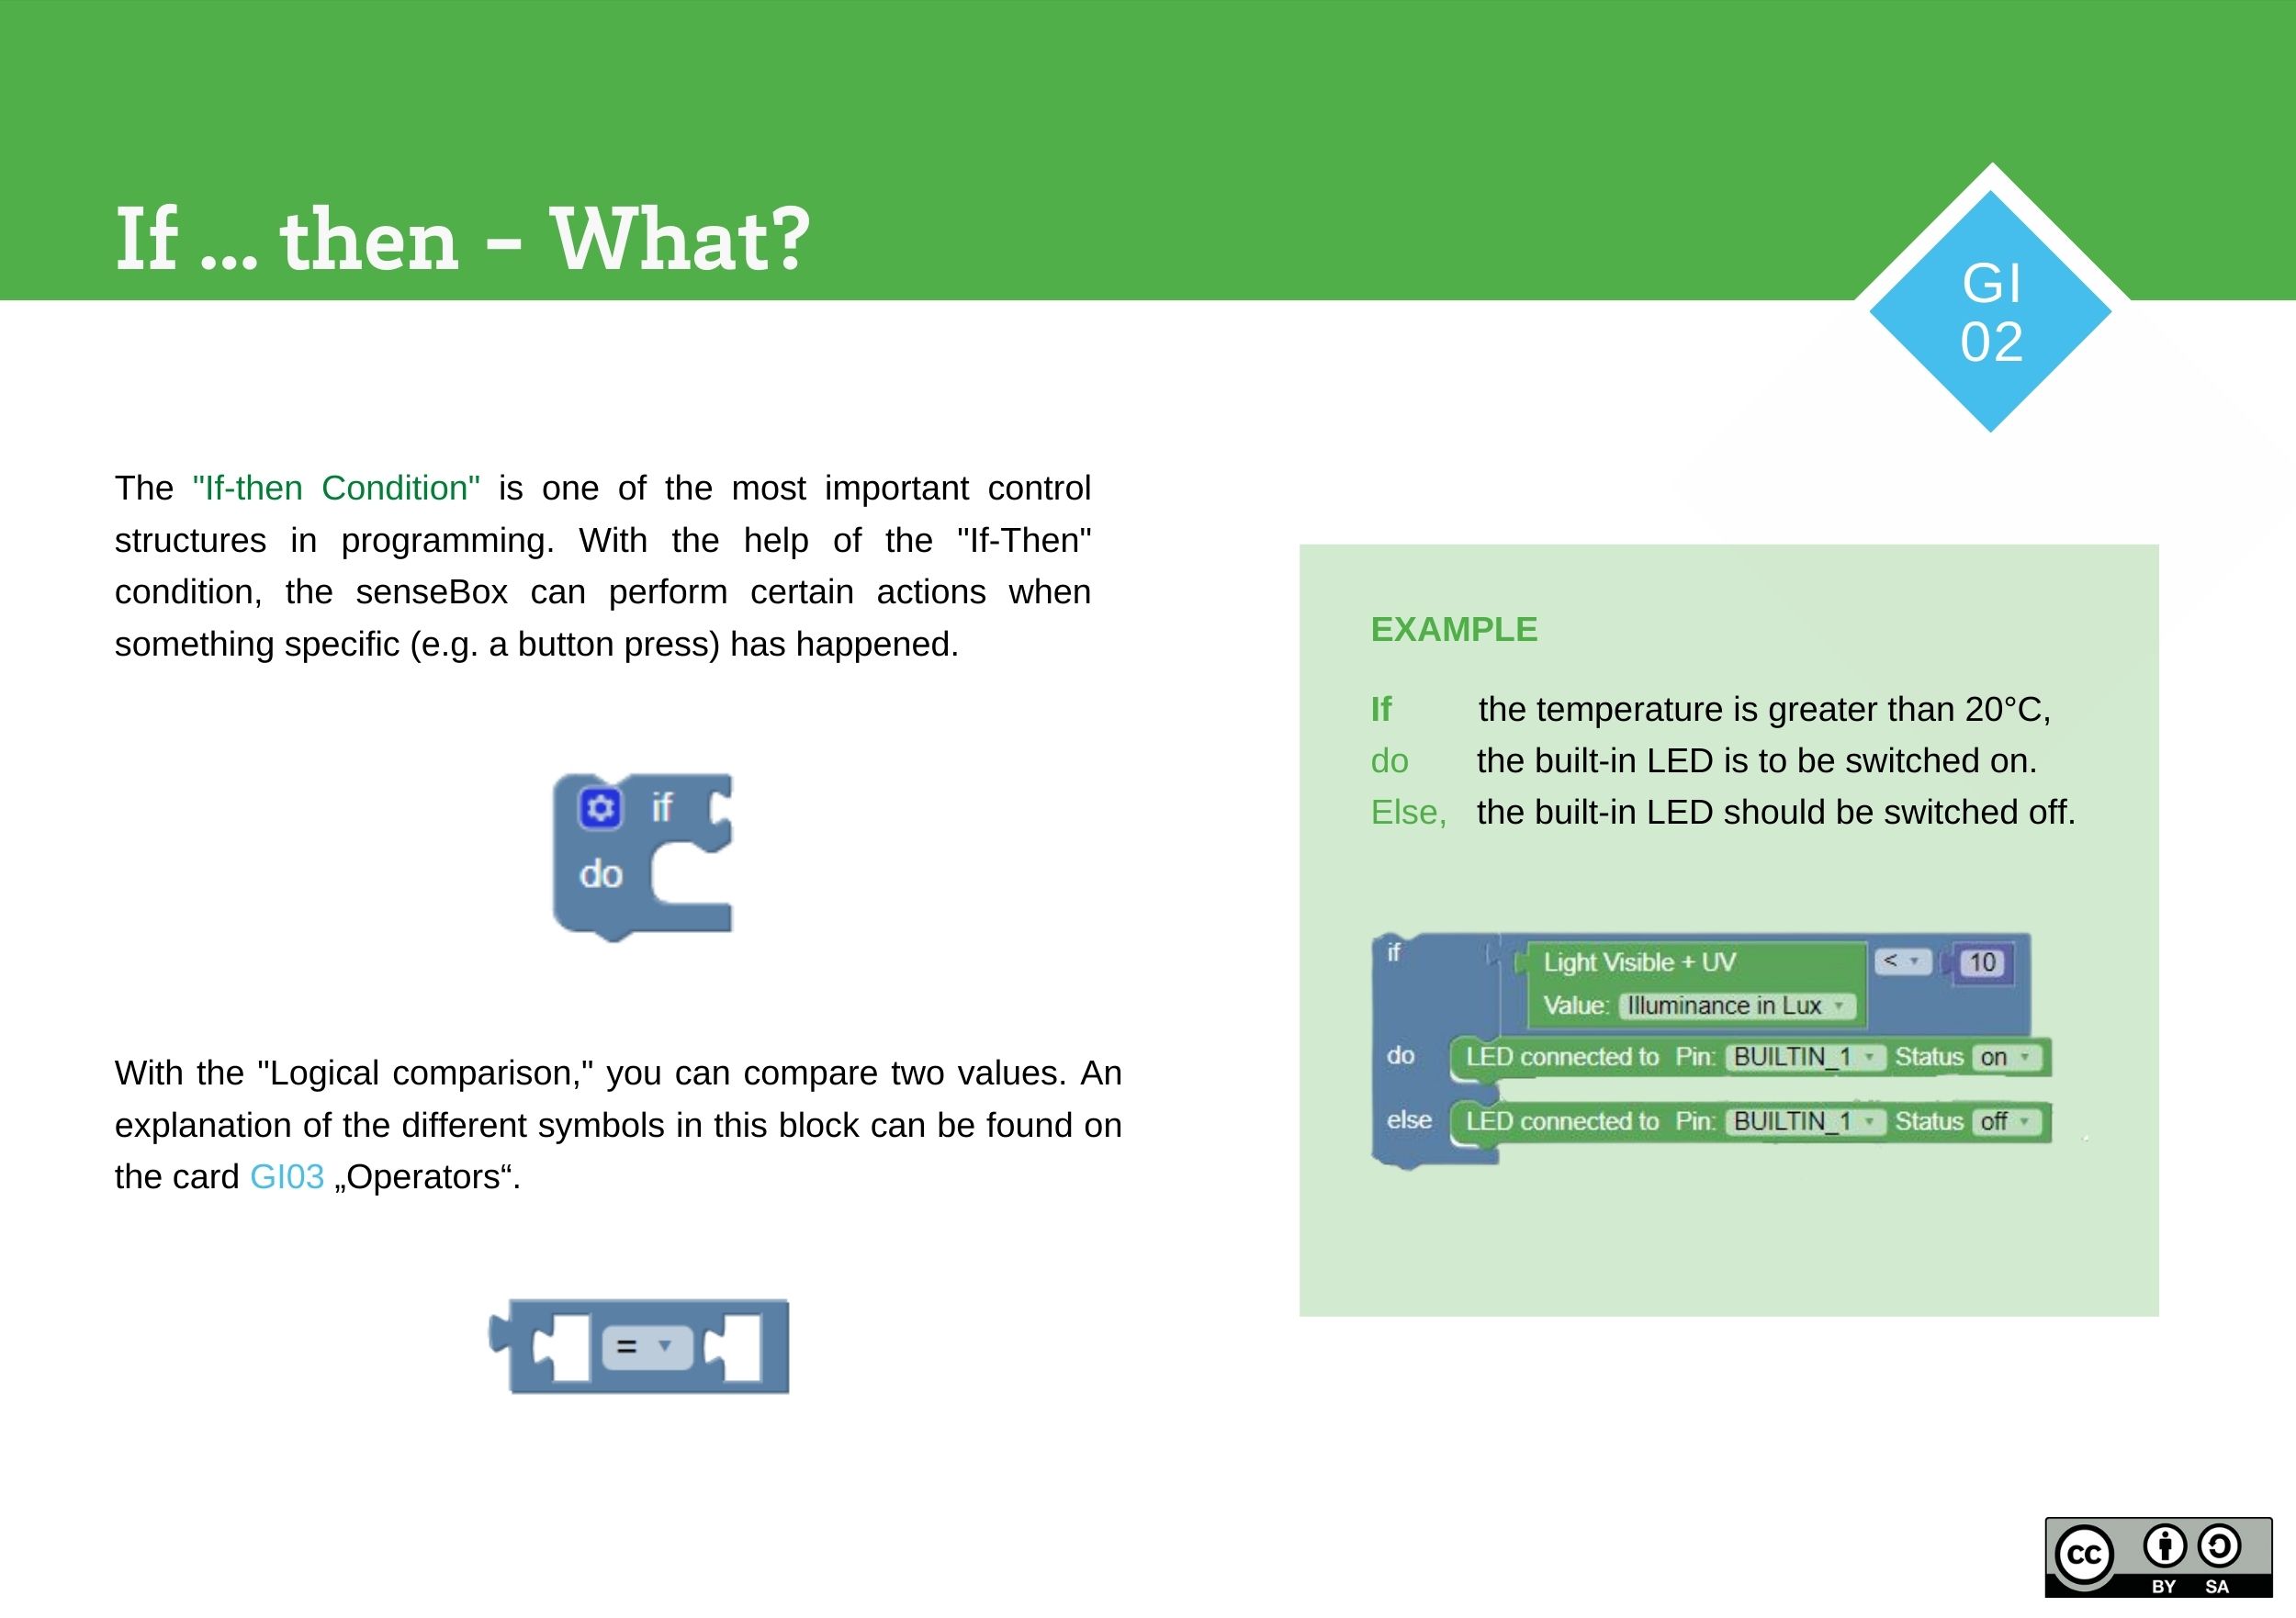 If ... then – What?
GI
02
The "If-then Condition" is one of the most important control
structures in programming. With the help of the "If-Then"
condition, the senseBox can perform certain actions when
something specific (e.g. a button press) has happened.
if
do
With the "Logical comparison," you can compare two values. An
explanation of the different symbols in this block can be found on
the card GI03 „Operators“.
=
EXAMPLE
If the temperature is greater than 20°C,
do the built-in LED is to be switched on.
Else, the built-in LED should be switched off.
if Light Visible + UV < 10
Value: Illuminance in Lux
do LED connected to Pin: BUILTIN_1 Status on
else LED connected to Pin: BUILTIN_1 Status off
cc
BY SA